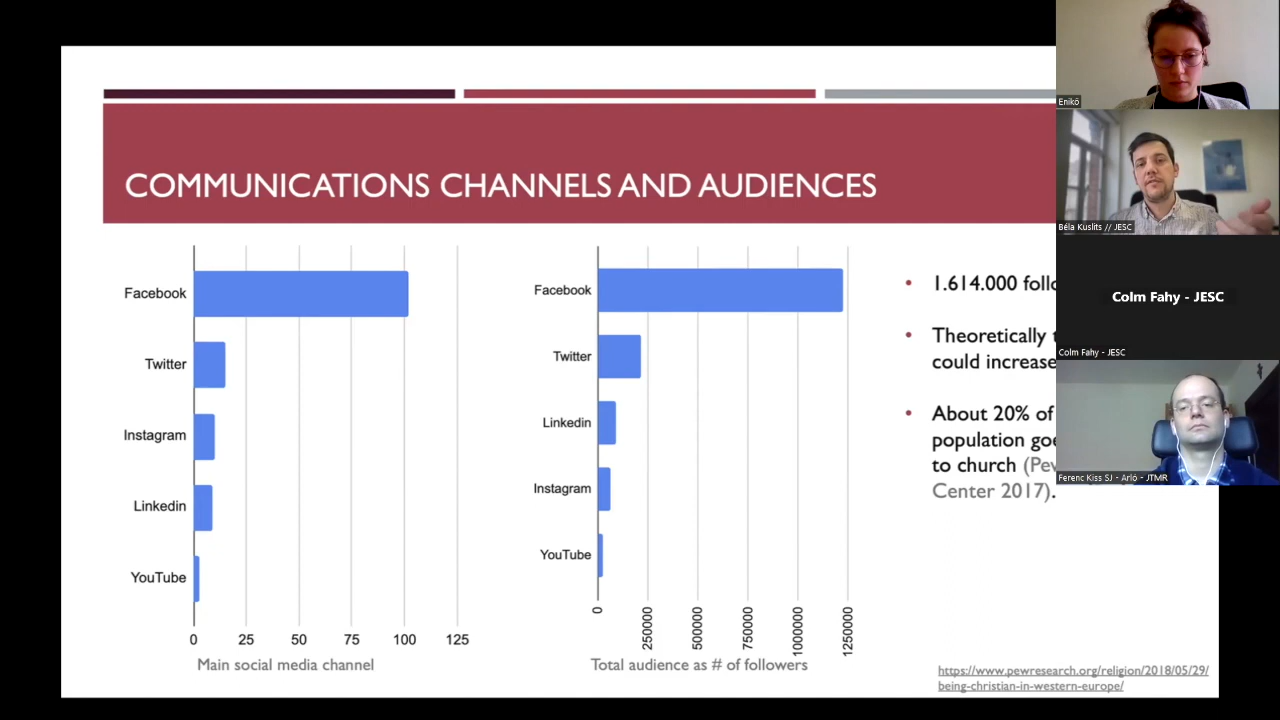 COMMUNICATIONS CHANNELS AND AUDIENCES
Facebook
Twitter
Instagram
Linkedin
YouTube
0 25 50 75 100 125
Main social media channel
Facebook
Twitter
Linkedin
Instagram
YouTube
0 250000 500000 750000 1000000 1250000
Total audience as # of followers
• 1.614.000
• Theoretically
could increase
• About 20% of
population
to church
Center 2017).
https://www.pewresearch.org/religion/2018/05/29/
being-christian-in-western-europe/
Enikő
Béla Kuslits // JESC
Colm Fahy - JESC
Colm Fahy - JESC
Ferenc Kiss SJ - Arló - JTMR